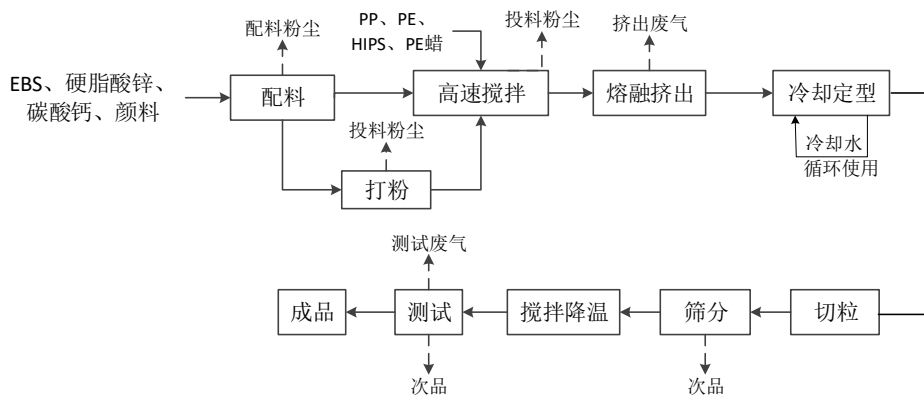 配料粉尘
PP、PE、
HIPS、PE蜡
投料粉尘
挤出废气
EBS、硬脂酸锌、
碳酸钙、颜料
配料
高速搅拌
熔融挤出
冷却定型
投料粉尘
冷却水
循环使用
打粉
测试废气
成品
测试
搅拌降温
筛分
切粒
次品
次品